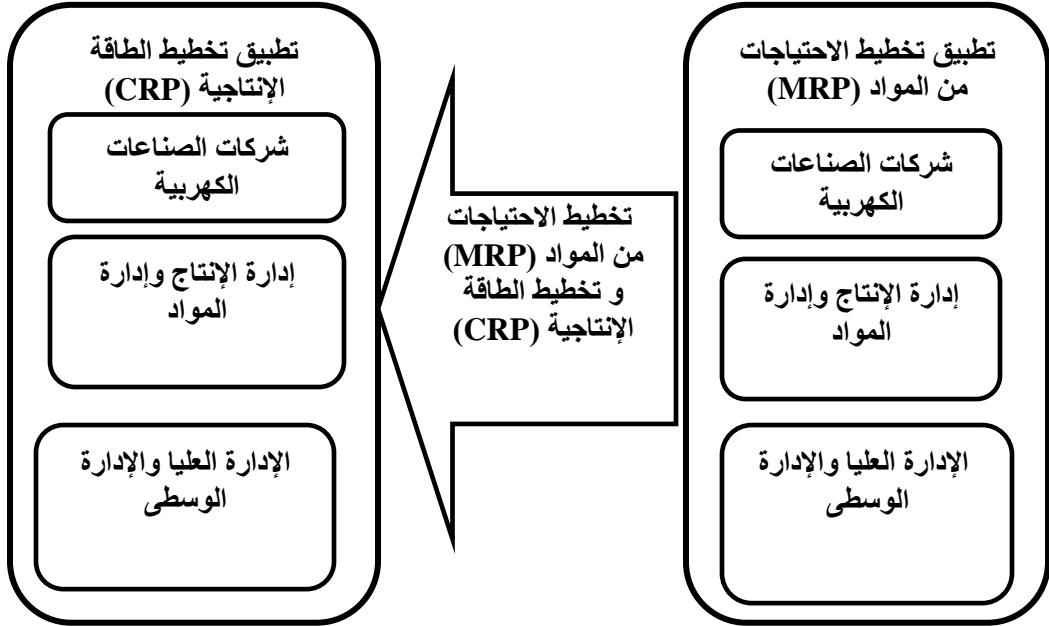 تطبيق تخطيط الاحتياجات
من المواد (MRP)
شركات الصناعات
الكهربية
إدارة الإنتاج وإدارة
المواد
الإدارة العليا والإدارة
الوسطى
تخطيط الاحتياجات
من المواد (MRP)
و تخطيط الطاقة
الإنتاجية (CRP)
تطبيق تخطيط الطاقة
الإنتاجية (CRP)
شركات الصناعات
الكهربية
إدارة الإنتاج وإدارة
المواد
الإدارة العليا والإدارة
الوسطى